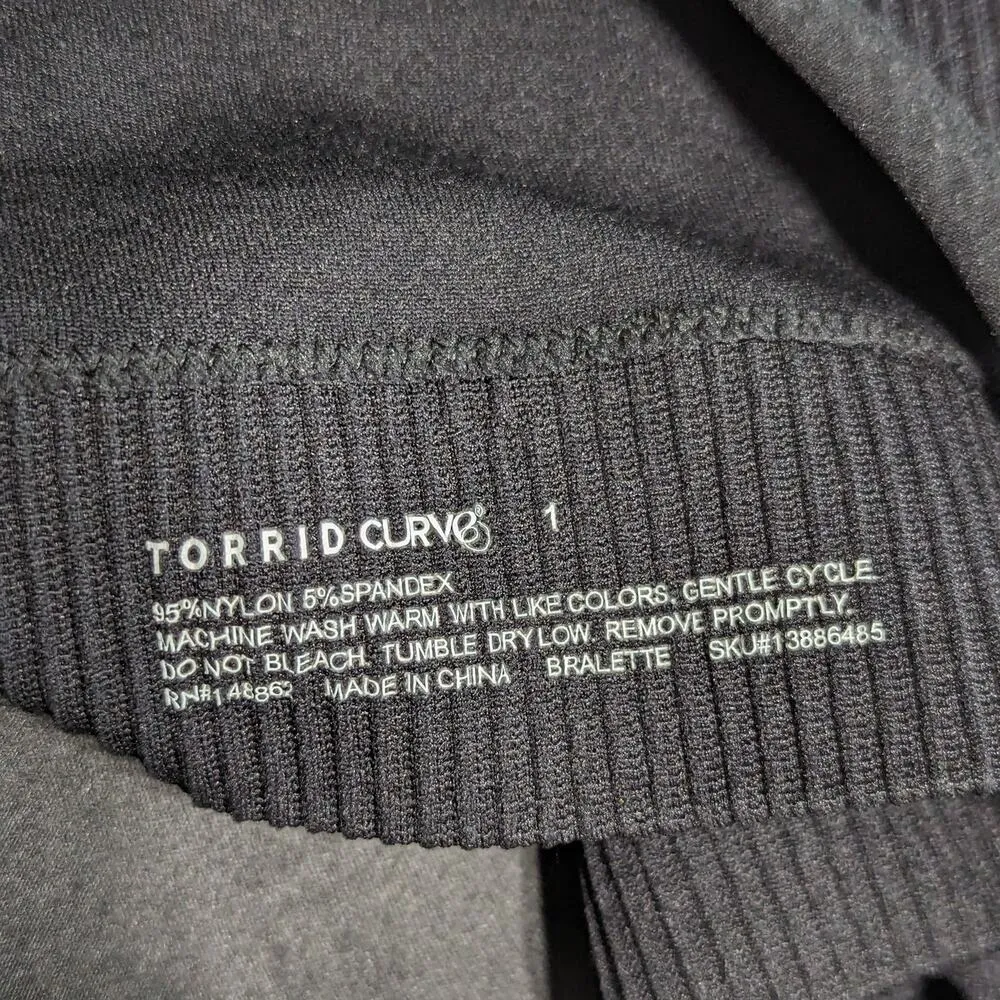 TORRID CURVE® 1
95%NYLON 5%SPANDEX
MACHINE WASH WARM WITH LIKE COLORS. GENTLE CYCLE.
DO NOT BLEACH. TUMBLE DRY LOW. REMOVE PROMPTLY.
RN#148862 MADE IN CHINA BRALETTE SKU#13886485